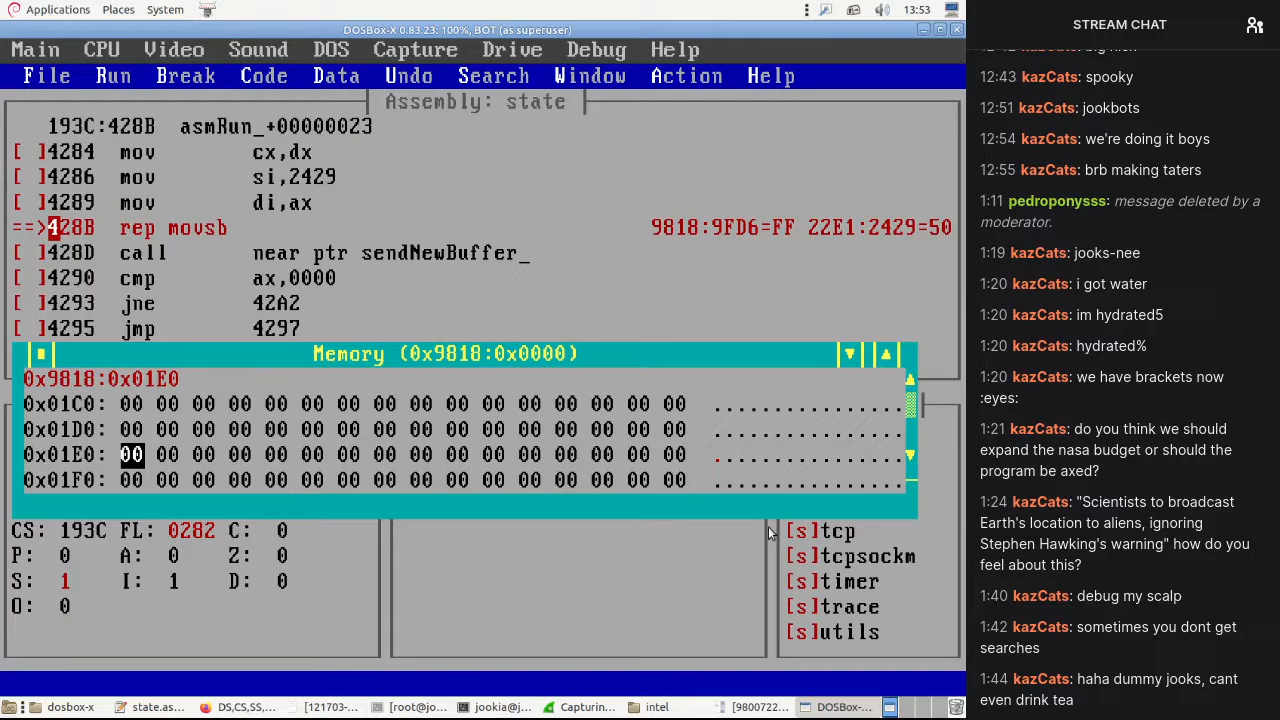 Applications Places System 13:53
DOSBox-X 0.83.23: 100%, BOT (as superuser)
Main CPU Video Sound DOS Capture Drive Debug Help
File Run Break Code Data Undo Search Window Action Help
Assembly: state
193C:428B asmRun_+00000023
[ ]4284 mov cx,dx
[ ]4286 mov si,2429
[ ]4289 mov di,ax
==>428B rep movsb 9818:9FD6=FF 22E1:2429=50
[ ]428D call near ptr sendNewBuffer_
[ ]4290 cmp ax,0000
[ ]4293 jne 42A2
[ ]4295 jmp 4297
Memory (0x9818:0x0000)
0x9818:0x01E0
0x01C0: 00 00 00 00 00 00 00 00 00 00 00 00 00 00 00 00 ................
0x01D0: 00 00 00 00 00 00 00 00 00 00 00 00 00 00 00 00 ................
0x01E0: 00 00 00 00 00 00 00 00 00 00 00 00 00 00 00 00 ................
0x01F0: 00 00 00 00 00 00 00 00 00 00 00 00 00 00 00 00 ................
CS: 193C FL: 0282 C: 0
P: 0 A: 0 Z: 0
S: 1 I: 1 D: 0
O: 0
[s]tcp
[s]tcpsockm
[s]timer
[s]trace
[s]utils
dosbox-x state.as... DS,CS,SS,... [121703-... [root@jo... jookia@j... Capturin... intel [9800722... DOSBox-...
STREAM CHAT
12:43 kazCats: spooky
12:51 kazCats: jookbots
12:54 kazCats: we're doing it boys
12:55 kazCats: brb making taters
1:11 pedroponysss: message deleted by a
moderator.
1:19 kazCats: jooks-nee
1:20 kazCats: i got water
1:20 kazCats: im hydrated5
1:20 kazCats: hydrated%
1:20 kazCats: we have brackets now
:eyes:
1:21 kazCats: do you think we should
expand the nasa budget or should the
program be axed?
1:24 kazCats: "Scientists to broadcast
Earth's location to aliens, ignoring
Stephen Hawking's warning" how do you
feel about this?
1:40 kazCats: debug my scalp
1:42 kazCats: sometimes you dont get
searches
1:44 kazCats: haha dummy jooks, cant
even drink tea